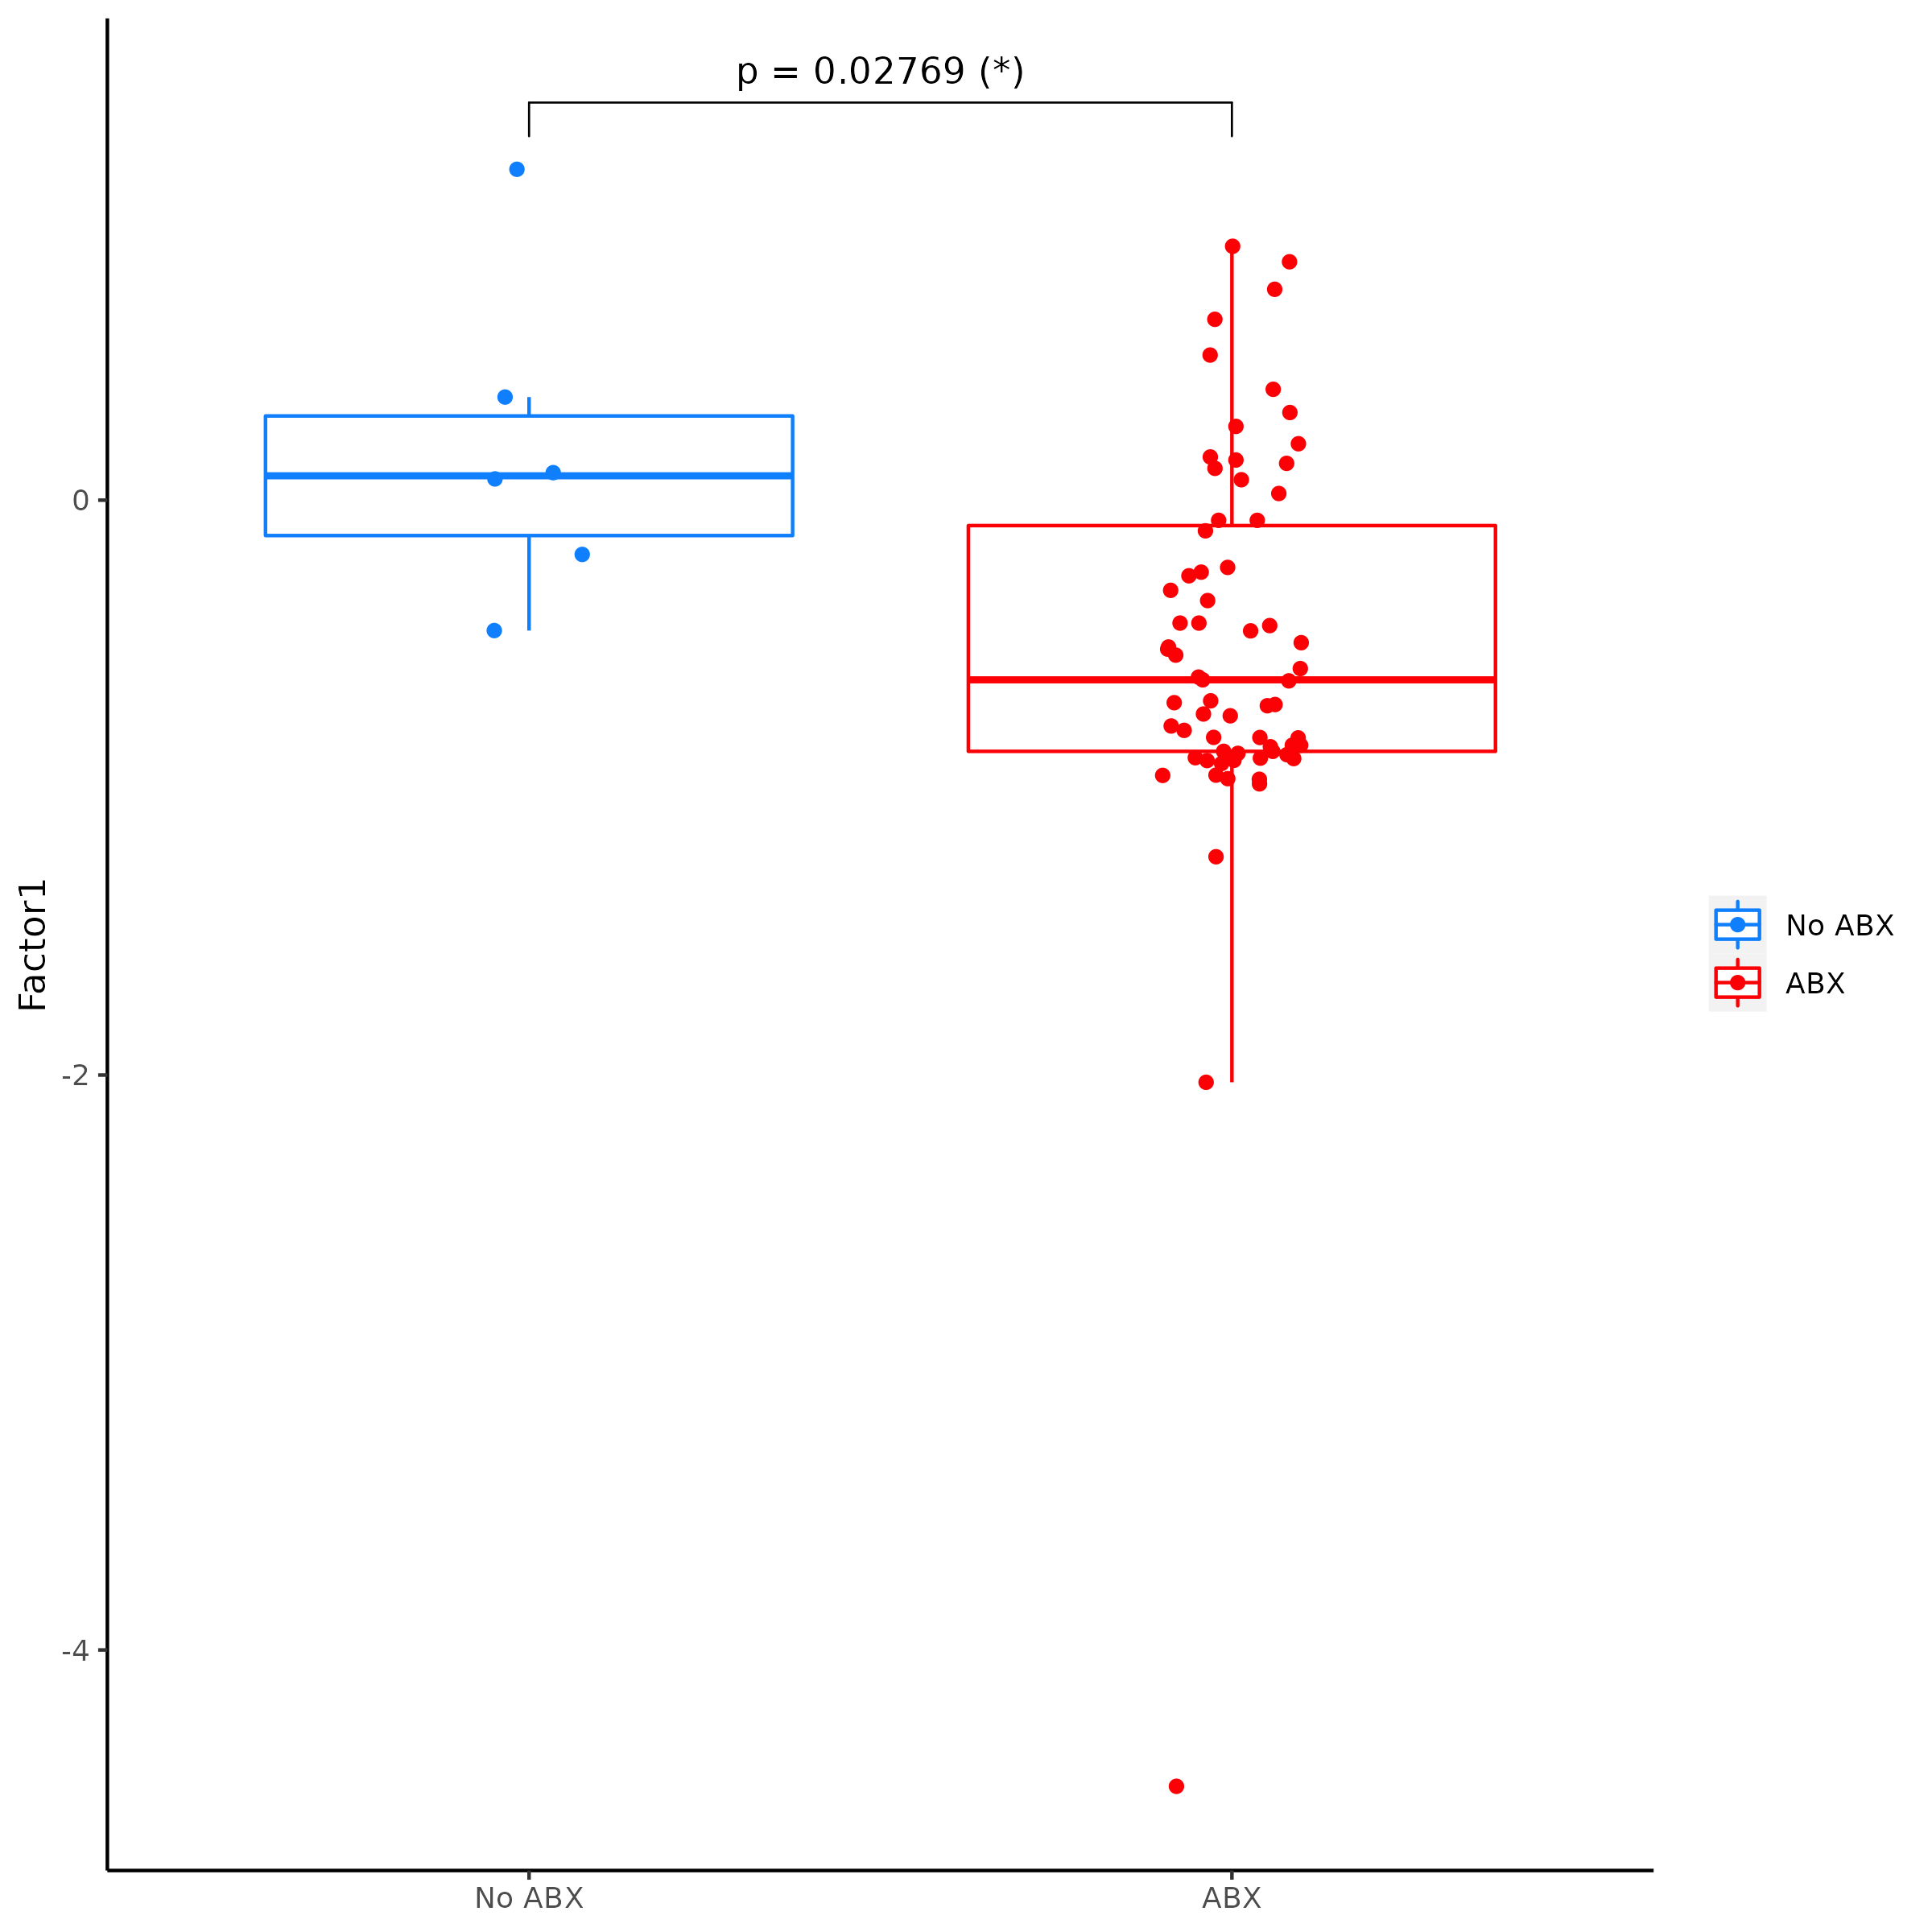 p = 0.02769 (*)
0
-2
-4
Factor1
No ABX
ABX
No ABX
ABX